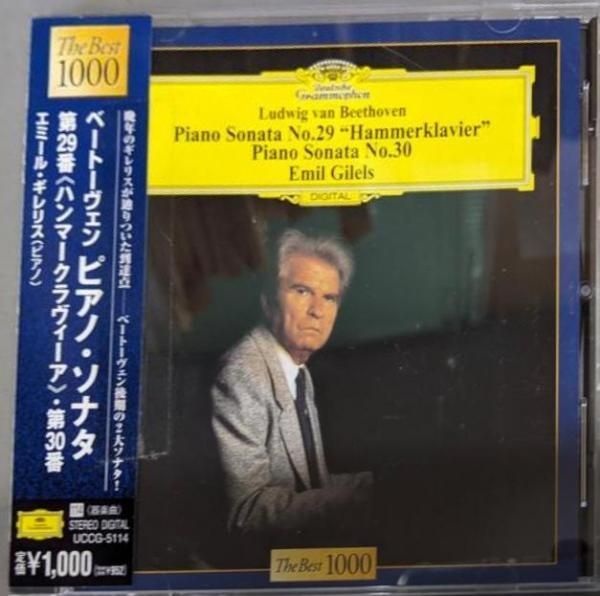 The Best
1000
ベートーヴェン ピアノ・ソナタ
第29番〈ハンマークラヴィーア〉・第30番
エミール・ギレリス〈ピアノ〉
晩年のギレリスが辿りついた到達点――ベートーヴェン後期の2大ソナタ!
〈器楽曲〉
STEREO DIGITAL
UCCG-5114
定価¥1,000
¥952
Deutsche
Grammophon
Ludwig van Beethoven
Piano Sonata No.29 “Hammerklavier”
Piano Sonata No.30
Emil Gilels
DIGITAL
The Best 1000